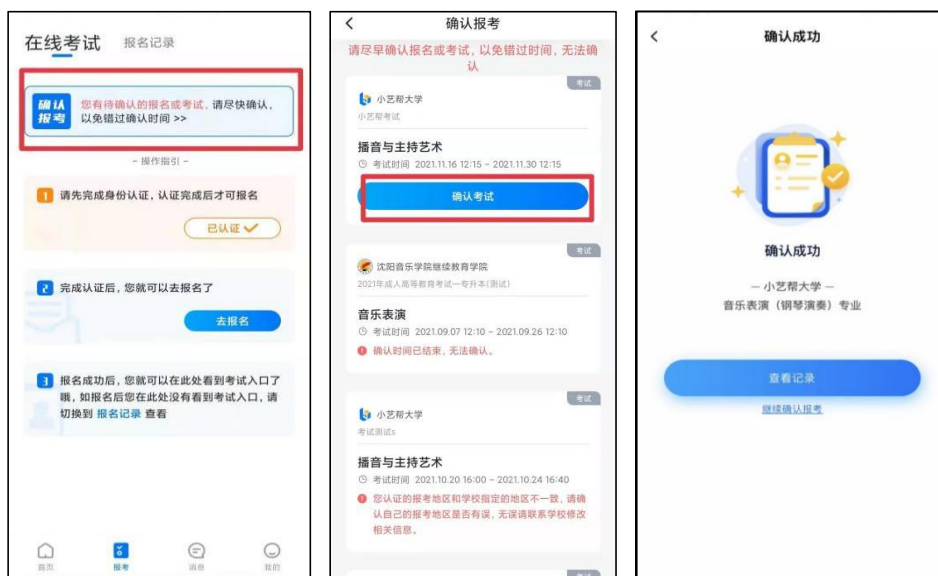 在线考试 报名记录
确认
报考
您有待确认的报名或考试，请尽快确认，
以免错过确认时间 >>
- 操作指引 -
1 请先完成身份认证，认证完成后才可报名
已认证
2 完成认证后，您就可以去报名了
去报名
3 报名成功后，您就可以在此处看到考试入口了
哦，如报名后您在此处没有看到考试入口，请
切换到 报名记录 查看
首页 报考 消息 我的
确认报考
请尽早确认报名或考试，以免错过时间，无法确
认
考试
小艺帮大学
小艺帮考试
播音与主持艺术
考试时间 2021.11.16 12:15 - 2021.11.30 12:15
确认考试
考试
沈阳音乐学院继续教育学院
2021年成人高等教育考试—专升本(测试)
音乐表演
考试时间 2021.09.07 12:10 - 2021.09.26 12:10
确认时间已结束，无法确认。
考试
小艺帮大学
考试测试s
播音与主持艺术
考试时间 2021.10.20 16:00 - 2021.10.24 16:40
您认证的报考地区和学校指定的地区不一致，请确
认自己的报考地区是否有误，无误请联系学校修改
相关信息。
确认成功
确认成功
— 小艺帮大学 —
音乐表演（钢琴演奏）专业
查看记录
继续确认报考